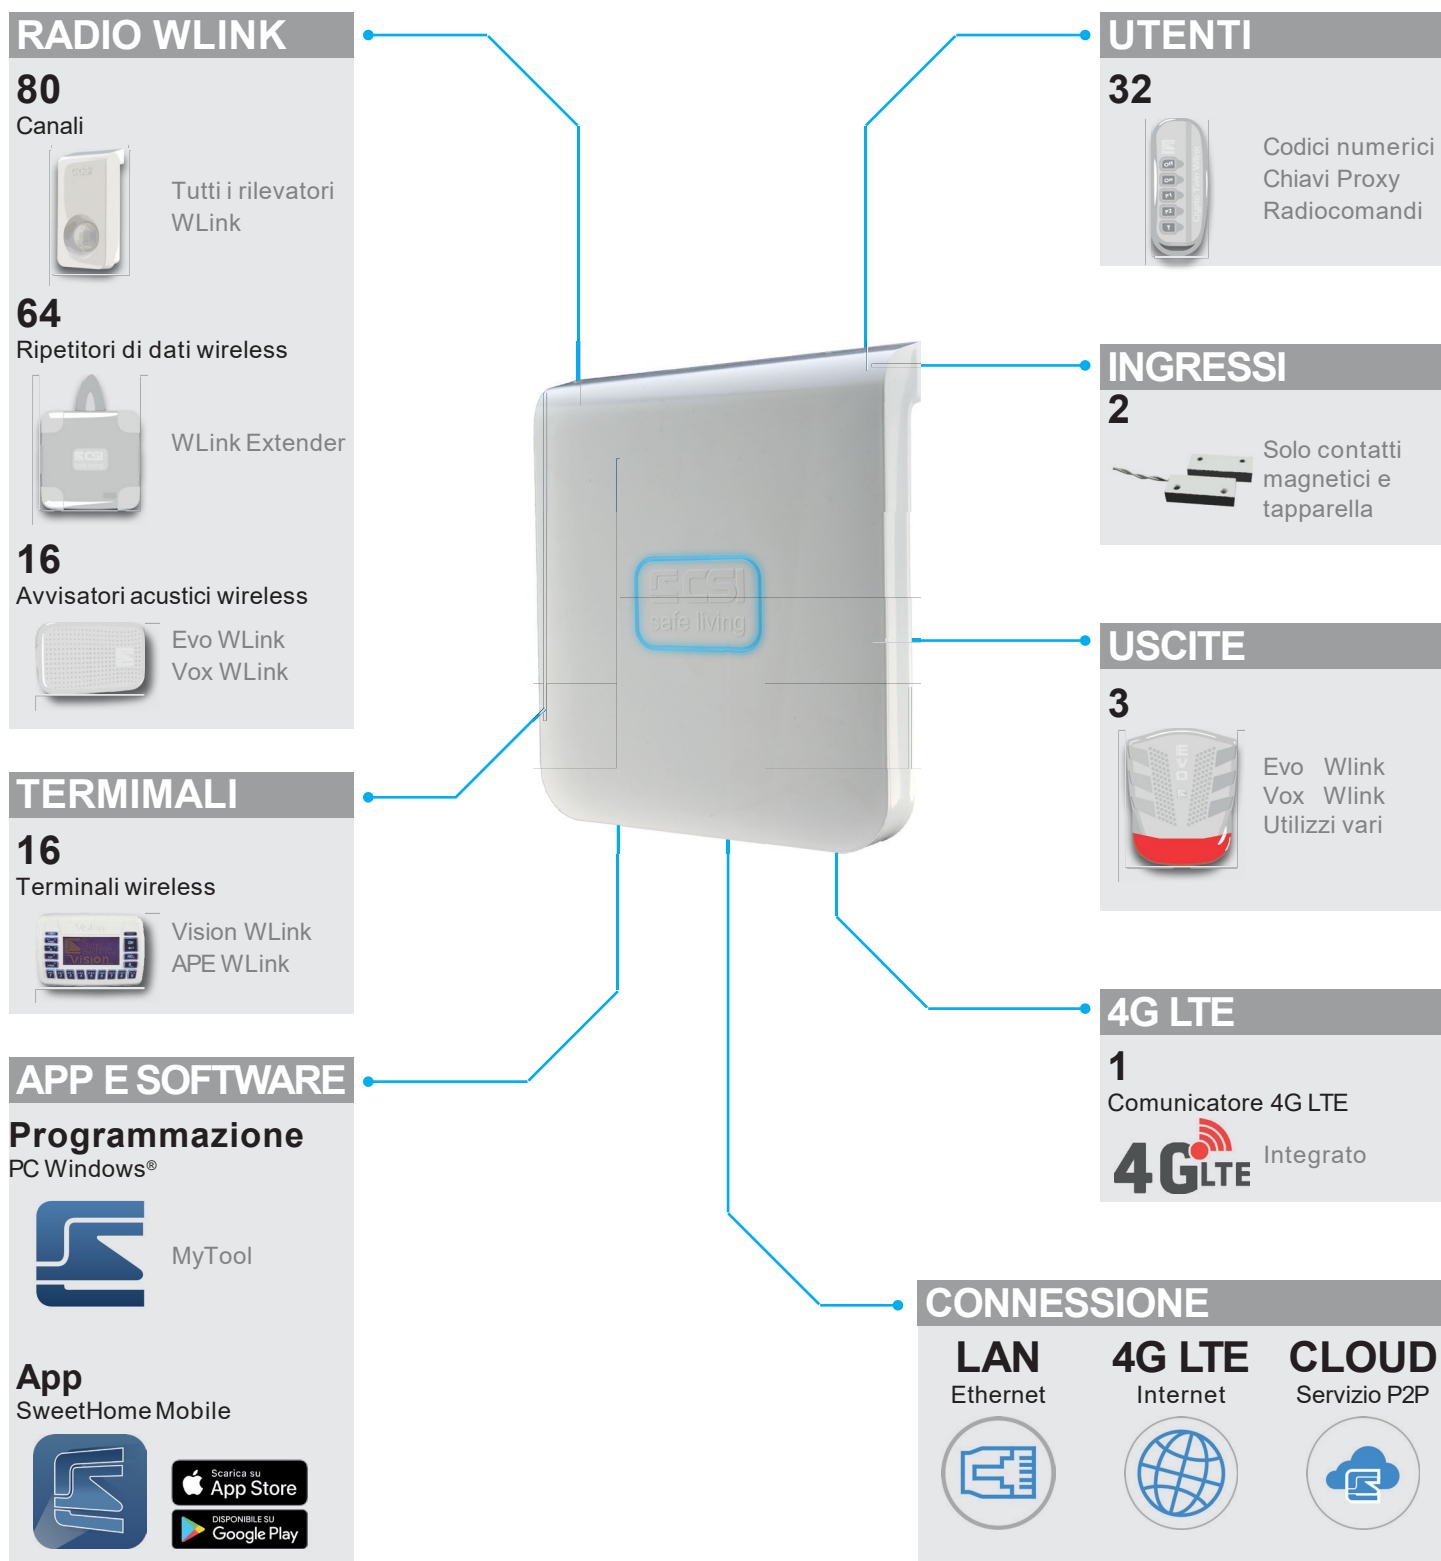 RADIO WLINK
80
Canali
Tutti i rilevatori
WLink
64
Ripetitori di dati wireless
WLink Extender
16
Avvisatori acustici wireless
Evo WLink
Vox WLink
TERMIMALI
16
Terminali wireless
Vision WLink
APE WLink
Vision
APP E SOFTWARE
Programmazione
PC Windows®
MyTool
App
SweetHome Mobile
Scarica su
App Store
DISPONIBILE SU
Google Play
CSI
safe living
UTENTI
32
Codici numerici
Chiavi Proxy
Radiocomandi
INGRESSI
2
Solo contatti
magnetici e
tapparella
USCITE
3
EVO
Evo Wlink
Vox Wlink
Utilizzi vari
4G LTE
1
Comunicatore 4G LTE
4G LTE
Integrato
CONNESSIONE
LAN
Ethernet
4G LTE
Internet
CLOUD
Servizio P2P